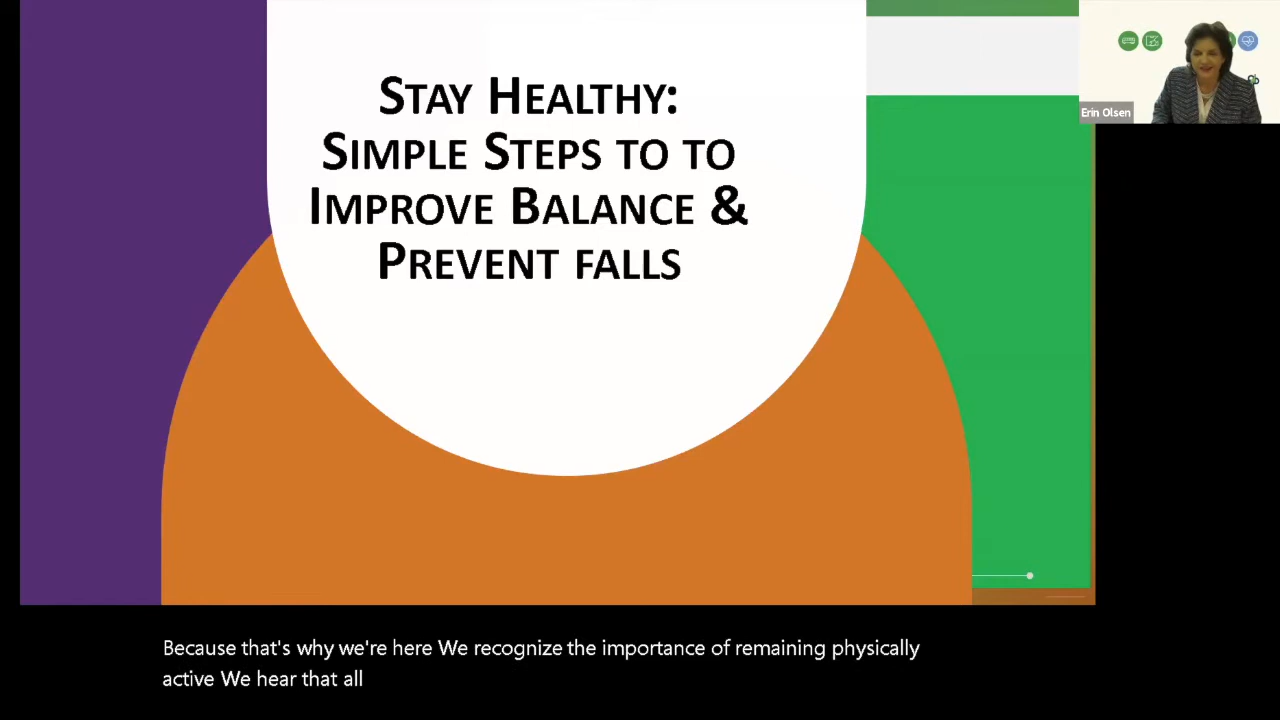 STAY HEALTHY:
SIMPLE STEPS TO TO
IMPROVE BALANCE &
PREVENT FALLS
Erin Olsen
Because that's why we're here We recognize the importance of remaining physically
active We hear that all